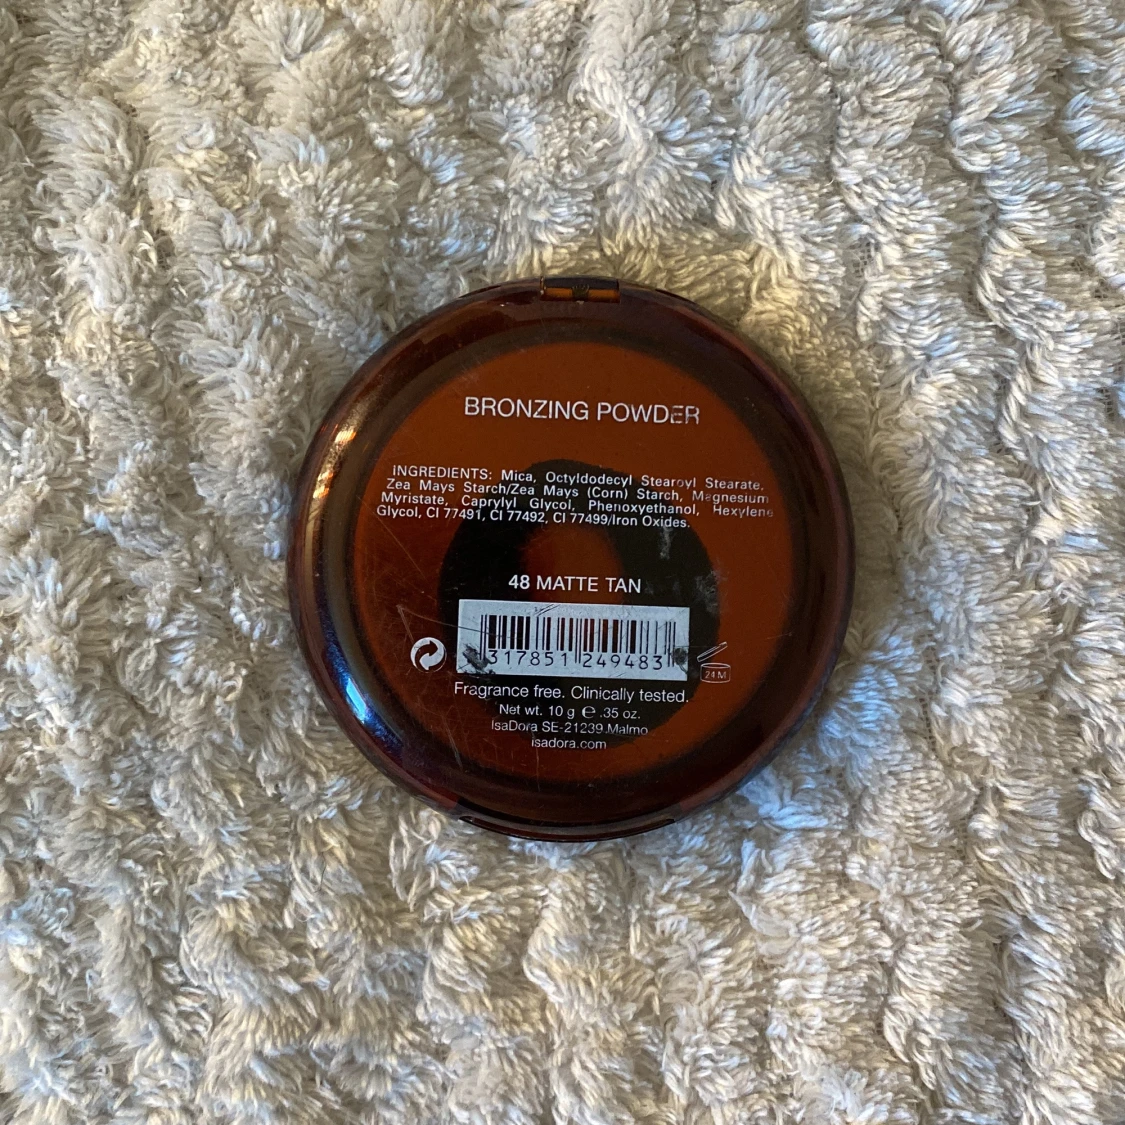 BRONZING POWDER
INGREDIENTS: Mica, Octyldodecyl Stearoyl Stearate,
Zea Mays Starch/Zea Mays (Corn) Starch, Magnesium
Myristate, Caprylyl Glycol, Phenoxyethanol, Hexylene
Glycol, CI 77491, CI 77492, CI 77499/Iron Oxides.
48 MATTE TAN
317851 249483
24 M
Fragrance free. Clinically tested.
Net wt. 10 g ℮ .35 oz.
IsaDora SE-21239 Malmo
isadora.com